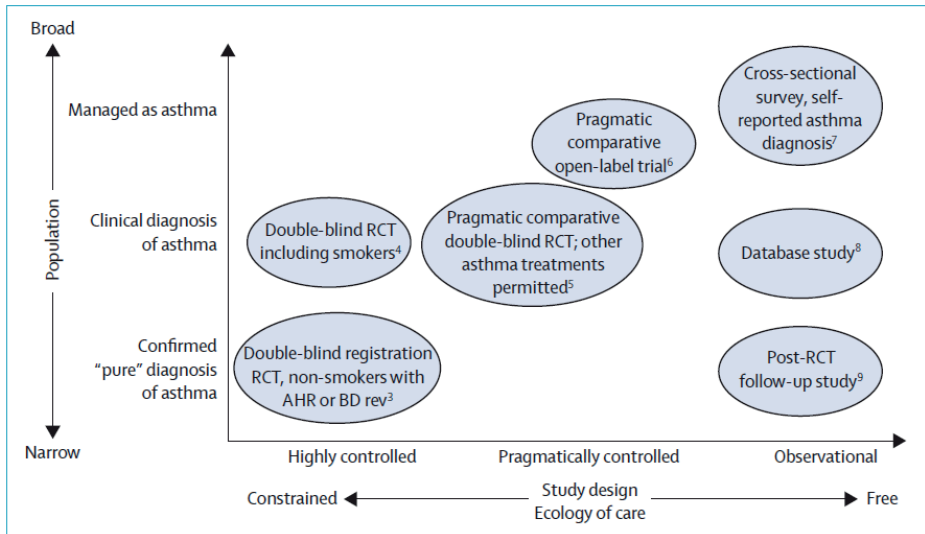 Broad
Managed as asthma
Cross-sectional
survey, self-
reported asthma
diagnosis7
Pragmatic
comparative
open-label trial6
Population
Clinical diagnosis
of asthma
Double-blind RCT
including smokers4
Pragmatic comparative
double-blind RCT; other
asthma treatments
permitted5
Database study8
Confirmed
“pure” diagnosis
of asthma
Double-blind registration
RCT, non-smokers with
AHR or BD rev3
Post-RCT
follow-up study9
Narrow
Highly controlled
Pragmatically controlled
Observational
Constrained
Study design
Ecology of care
Free